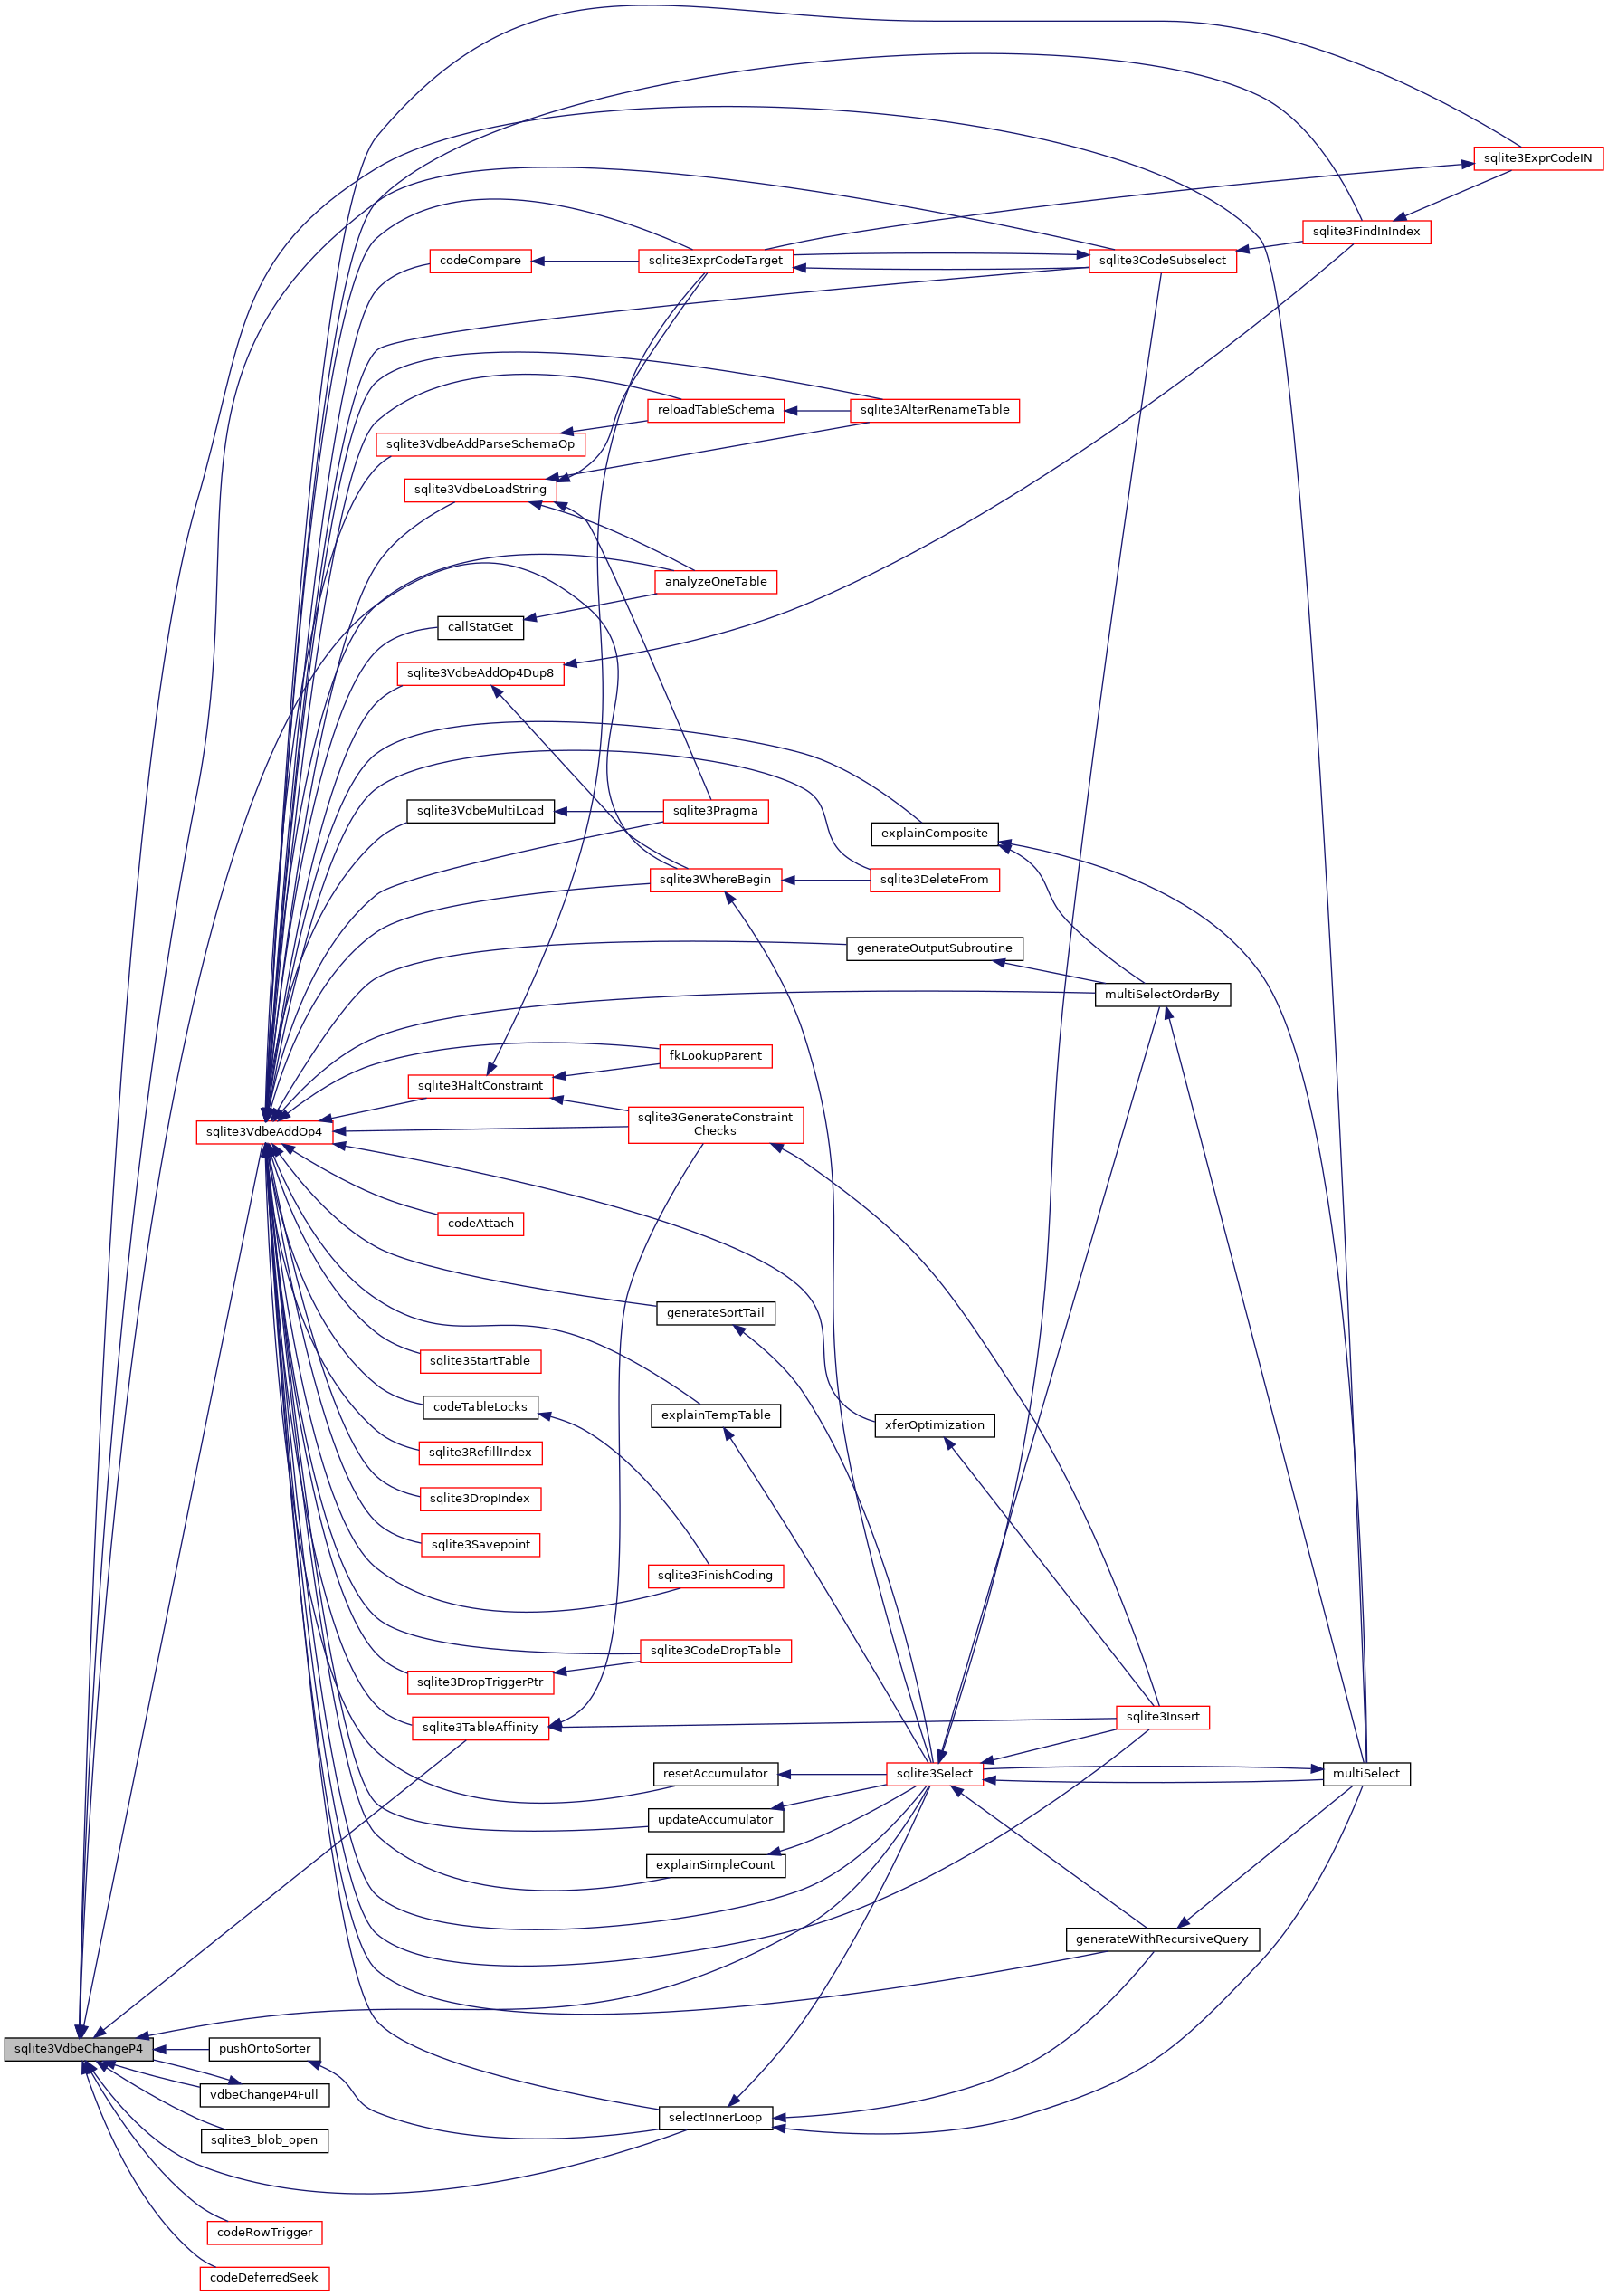 sqlite3ExprCodeIN
sqlite3FindInIndex
codeCompare
sqlite3ExprCodeTarget
sqlite3CodeSubselect
reloadTableSchema
sqlite3AlterRenameTable
sqlite3VdbeAddParseSchemaOp
sqlite3VdbeLoadString
analyzeOneTable
callStatGet
sqlite3VdbeAddOp4Dup8
sqlite3VdbeMultiLoad
sqlite3Pragma
explainComposite
sqlite3WhereBegin
sqlite3DeleteFrom
generateOutputSubroutine
multiSelectOrderBy
fkLookupParent
sqlite3HaltConstraint
sqlite3GenerateConstraint
Checks
sqlite3VdbeAddOp4
codeAttach
generateSortTail
sqlite3StartTable
codeTableLocks
explainTempTable
xferOptimization
sqlite3RefillIndex
sqlite3DropIndex
sqlite3Savepoint
sqlite3FinishCoding
sqlite3CodeDropTable
sqlite3DropTriggerPtr
sqlite3Insert
sqlite3TableAffinity
resetAccumulator
sqlite3Select
multiSelect
updateAccumulator
explainSimpleCount
generateWithRecursiveQuery
sqlite3VdbeChangeP4
pushOntoSorter
vdbeChangeP4Full
selectInnerLoop
sqlite3_blob_open
codeRowTrigger
codeDeferredSeek